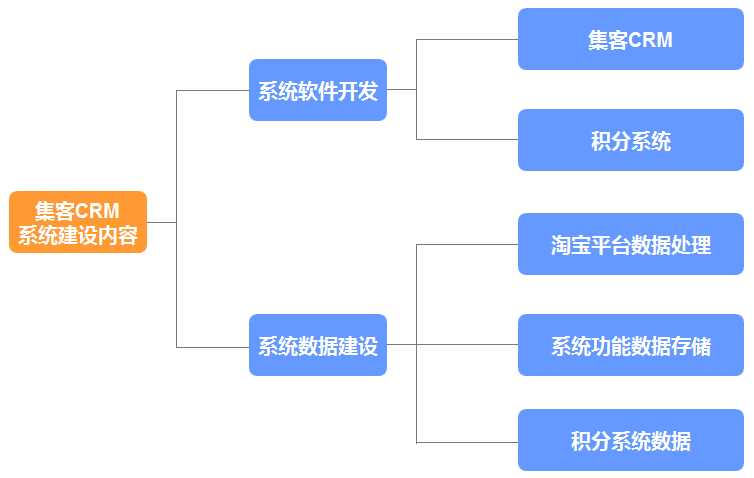 集客CRM
系统建设内容
系统软件开发
集客CRM
积分系统
系统数据建设
淘宝平台数据处理
系统功能数据存储
积分系统数据